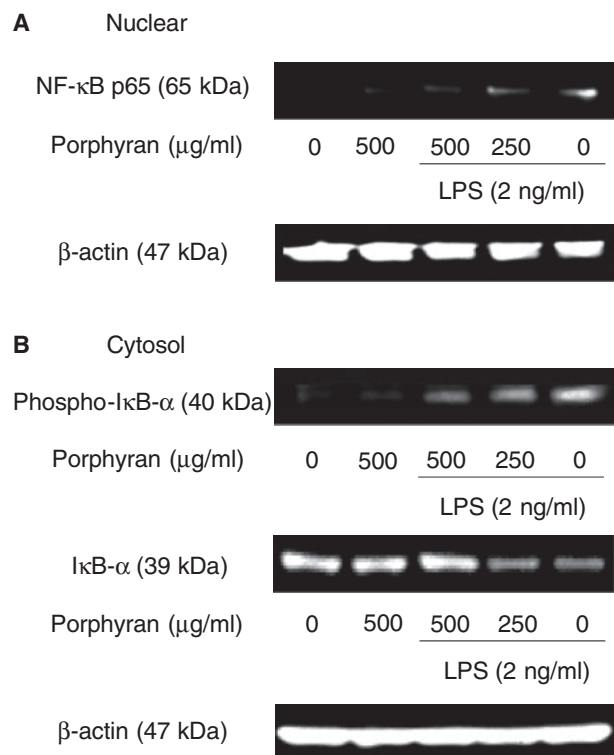 A Nuclear
NF-κB p65 (65 kDa)
Porphyran (μg/ml) 0 500 500 250 0
LPS (2 ng/ml)
β-actin (47 kDa)
B Cytosol
Phospho-IκB-α (40 kDa)
Porphyran (μg/ml) 0 500 500 250 0
LPS (2 ng/ml)
IκB-α (39 kDa)
Porphyran (μg/ml) 0 500 500 250 0
LPS (2 ng/ml)
β-actin (47 kDa)